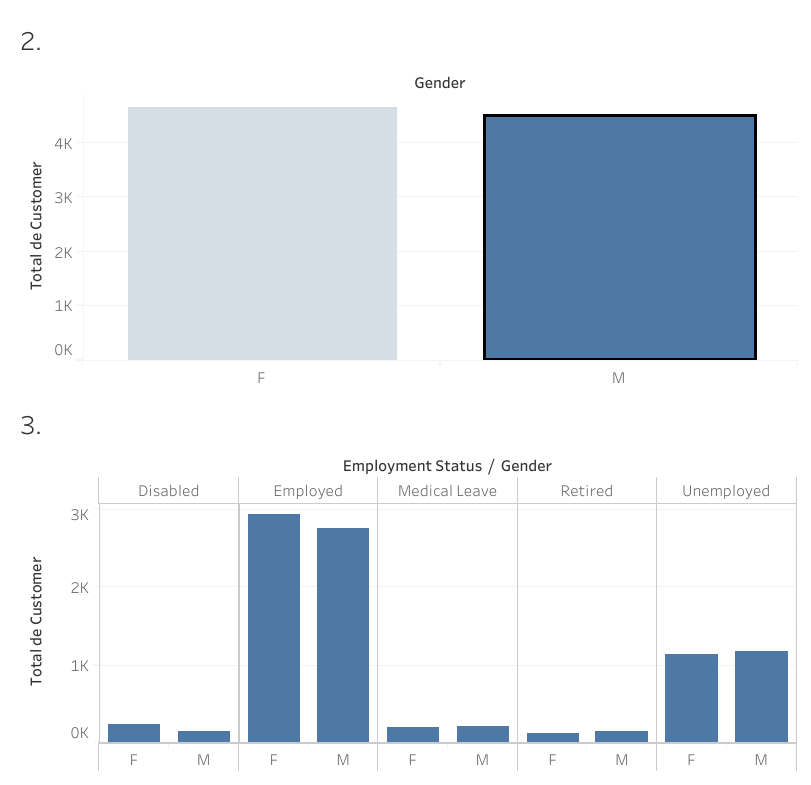 2.
Gender
Total de Customer
4K
3K
2K
1K
0K
F M
3.
Employment Status / Gender
Disabled Employed Medical Leave Retired Unemployed
Total de Customer
3K
2K
1K
0K
F M F M F M F M F M